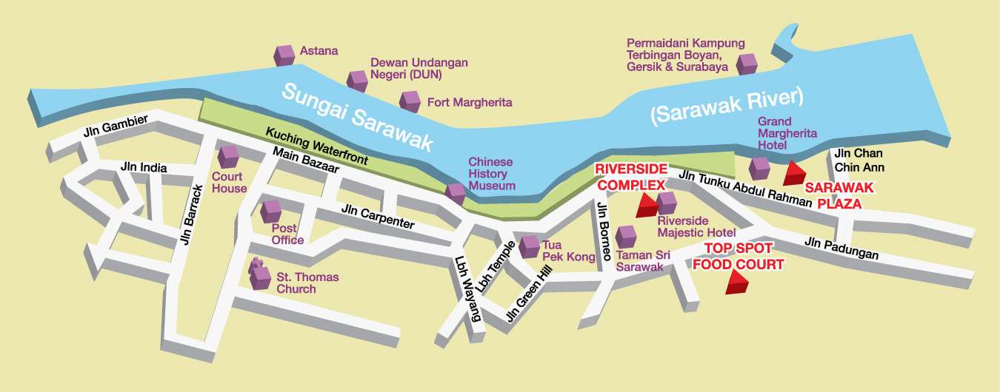 Astana
Dewan Undangan
Negeri (DUN)
Fort Margherita
Permaidani Kampung
Terbingan Boyan,
Gersik & Surabaya
Sungai Sarawak
(Sarawak River)
Jln Gambier
Kuching Waterfront
Main Bazaar
Jln India
Court
House
Chinese
History
Museum
Grand
Margherita
Hotel
Jln Chan
Chin Ann
RIVERSIDE
COMPLEX
Jln Tunku Abdul Rahman
SARAWAK
PLAZA
Jln Barrack
Jln Carpenter
Post
Office
Jln Borneo
Riverside
Majestic Hotel
Tua
Pek Kong
Taman Sri
Sarawak
TOP SPOT
FOOD COURT
Jln Padungan
St. Thomas
Church
Lbh Wayang
Lbh Temple
Jln Green Hill